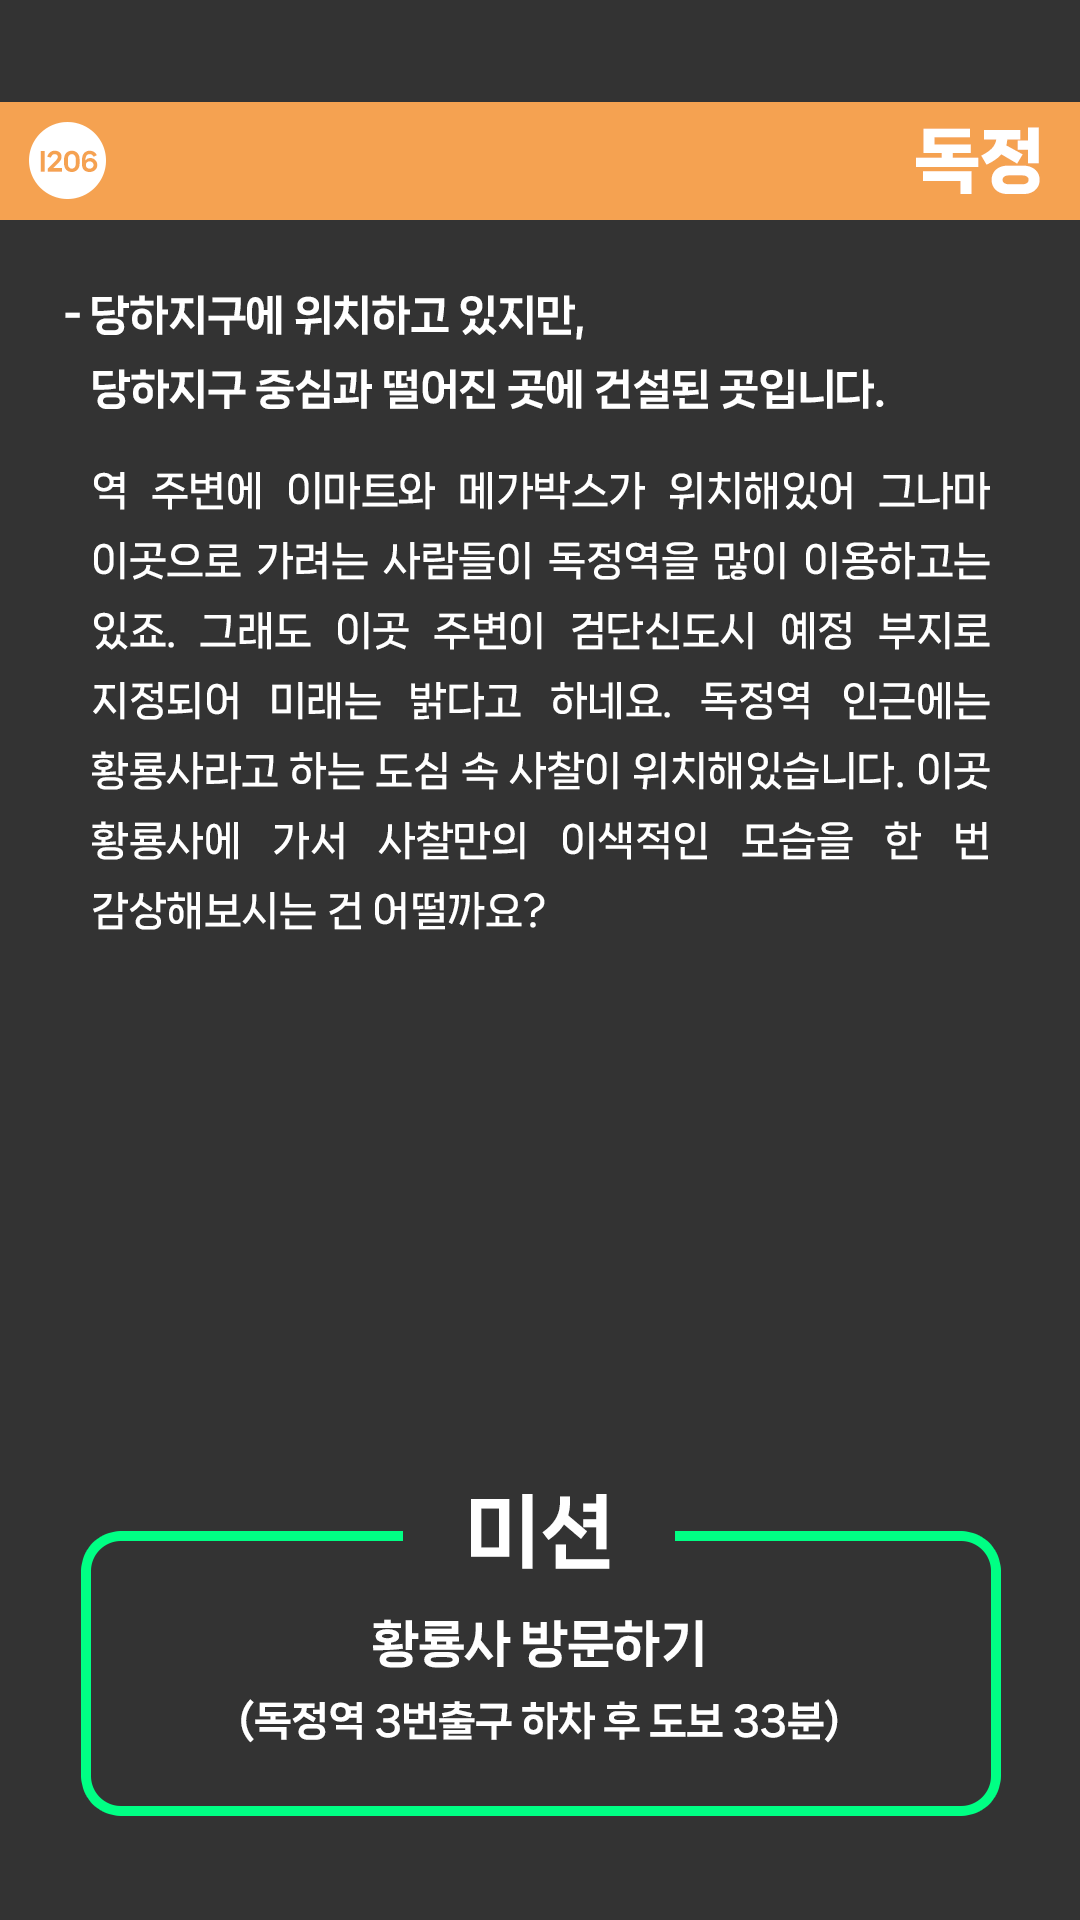 I206
독정
- 당하지구에 위치하고 있지만,
당하지구 중심과 떨어진 곳에 건설된 곳입니다.
역 주변에 이마트와 메가박스가 위치해있어 그나마
이곳으로 가려는 사람들이 독정역을 많이 이용하고는
있죠. 그래도 이곳 주변이 검단신도시 예정 부지로
지정되어 미래는 밝다고 하네요. 독정역 인근에는
황룡사라고 하는 도심 속 사찰이 위치해있습니다. 이곳
황룡사에 가서 사찰만의 이색적인 모습을 한 번
감상해보시는 건 어떨까요?
미션
황룡사 방문하기
(독정역 3번출구 하차 후 도보 33분)